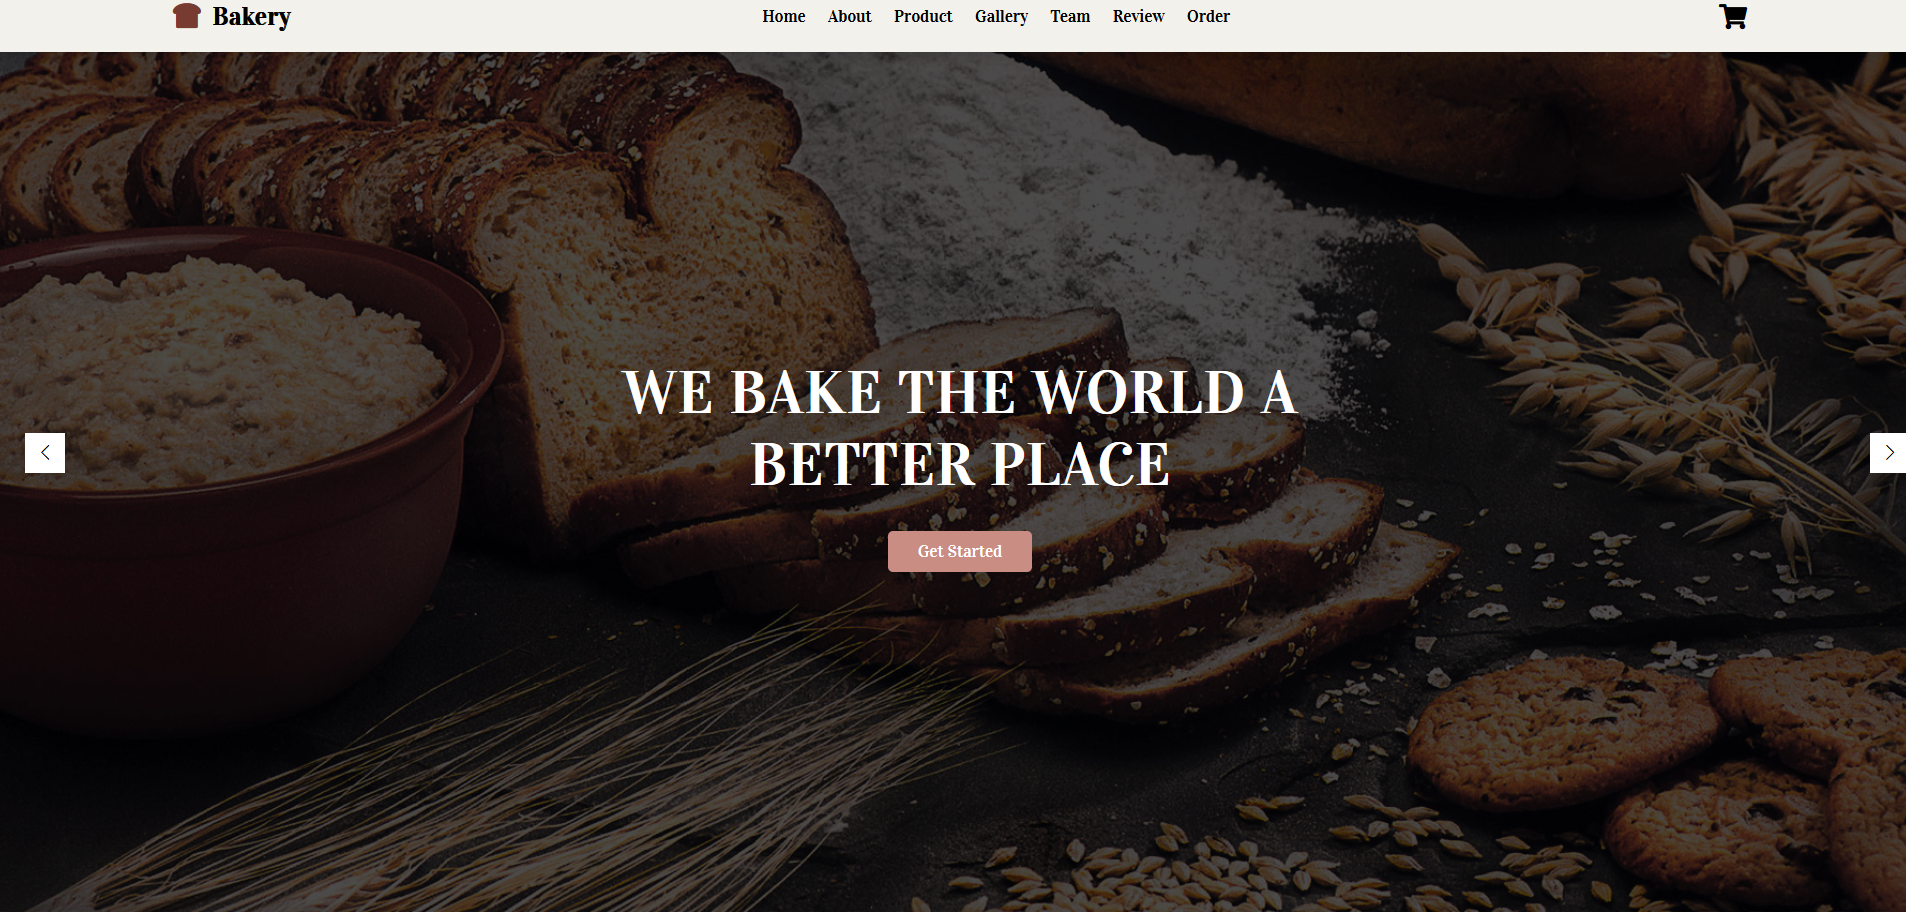 Bakery
Home About Product Gallery Team Review Order
WE BAKE THE WORLD A
BETTER PLACE
Get Started